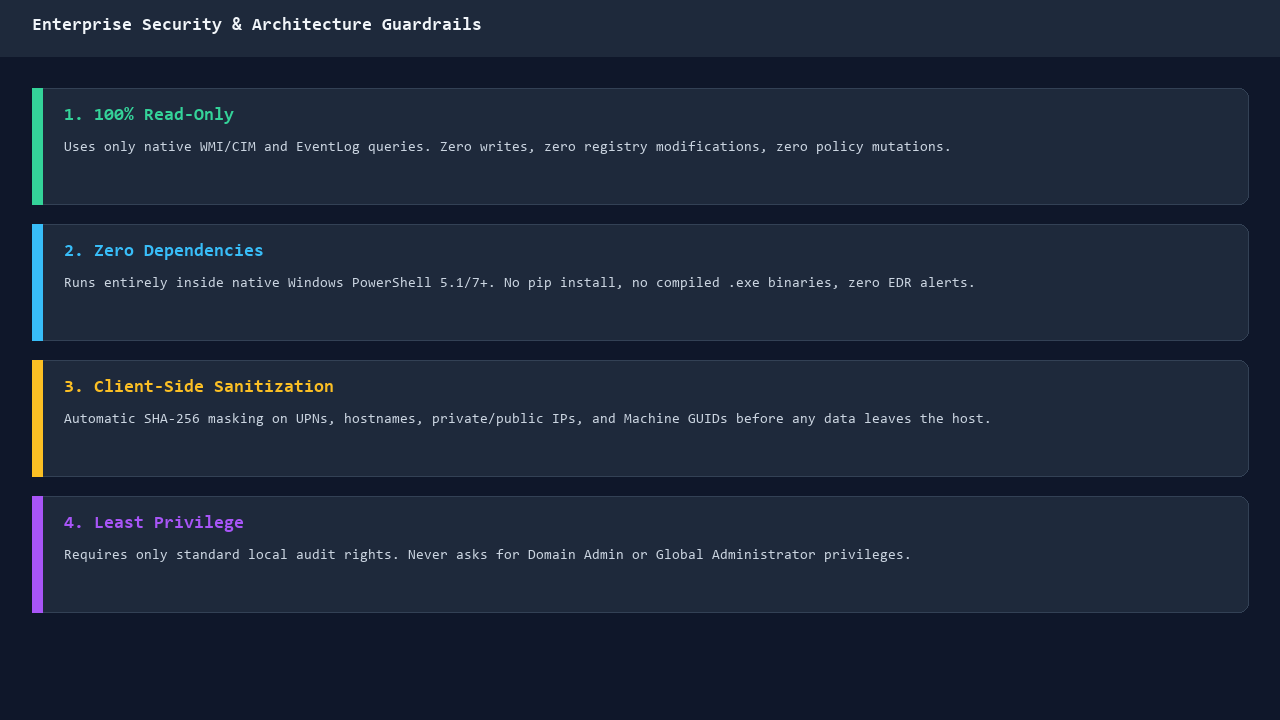 Enterprise Security & Architecture Guardrails
1. 100% Read-Only
Uses only native WMI/CIM and EventLog queries. Zero writes, zero registry modifications, zero policy mutations.
2. Zero Dependencies
Runs entirely inside native Windows PowerShell 5.1/7+. No pip install, no compiled .exe binaries, zero EDR alerts.
3. Client-Side Sanitization
Automatic SHA-256 masking on UPNs, hostnames, private/public IPs, and Machine GUIDs before any data leaves the host.
4. Least Privilege
Requires only standard local audit rights. Never asks for Domain Admin or Global Administrator privileges.